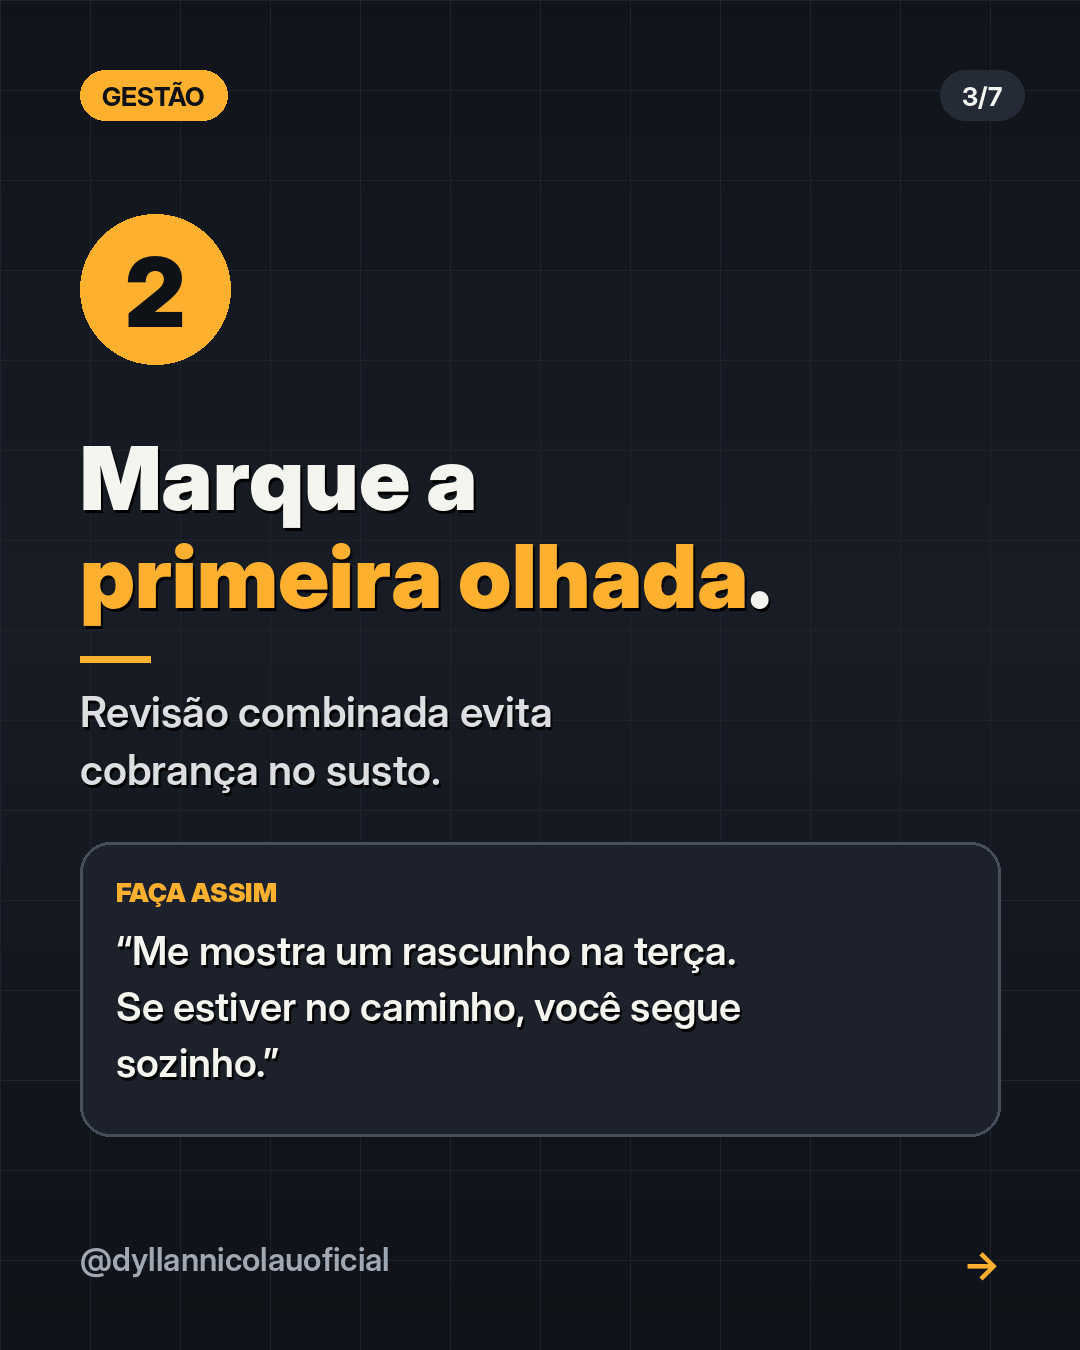 GESTÃO
3/7
2
Marque a
primeira olhada.
Revisão combinada evita
cobrança no susto.
FAÇA ASSIM
“Me mostra um rascunho na terça.
Se estiver no caminho, você segue
sozinho.”
@dyllannicolauoficial
→